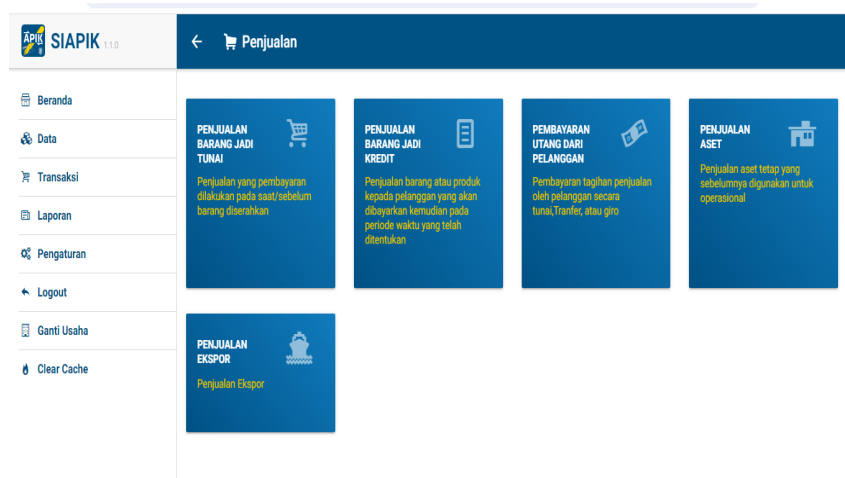 APIK SIAPIK 1.1.0
Penjualan
Beranda
Data
Transaksi
Laporan
Pengaturan
Logout
Ganti Usaha
Clear Cache
PENJUALAN
BARANG JADI
TUNAI
Penjualan yang pembayaran
dilakukan pada saat/sebelum
barang diserahkan
PENJUALAN
BARANG JADI
KREDIT
Penjualan barang atau produk
kepada pelanggan yang akan
dibayarkan kemudian pada
periode waktu yang telah
ditentukan
PEMBAYARAN
UTANG DARI
PELANGGAN
Pembayaran tagihan penjualan
oleh pelanggan secara
tunai,Tranfer, atau giro
PENJUALAN
ASET
Penjualan aset tetap yang
sebelumnya digunakan untuk
operasional
PENJUALAN
EKSPOR
Penjualan Ekspor